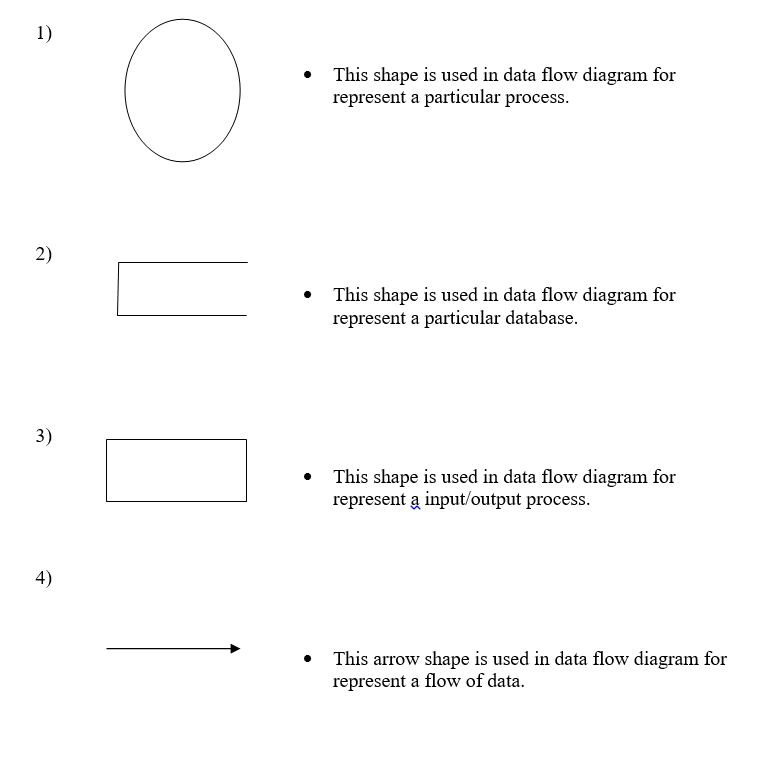 1)
• This shape is used in data flow diagram for
represent a particular process.
2)
• This shape is used in data flow diagram for
represent a particular database.
3)
• This shape is used in data flow diagram for
represent a input/output process.
4)
• This arrow shape is used in data flow diagram for
represent a flow of data.